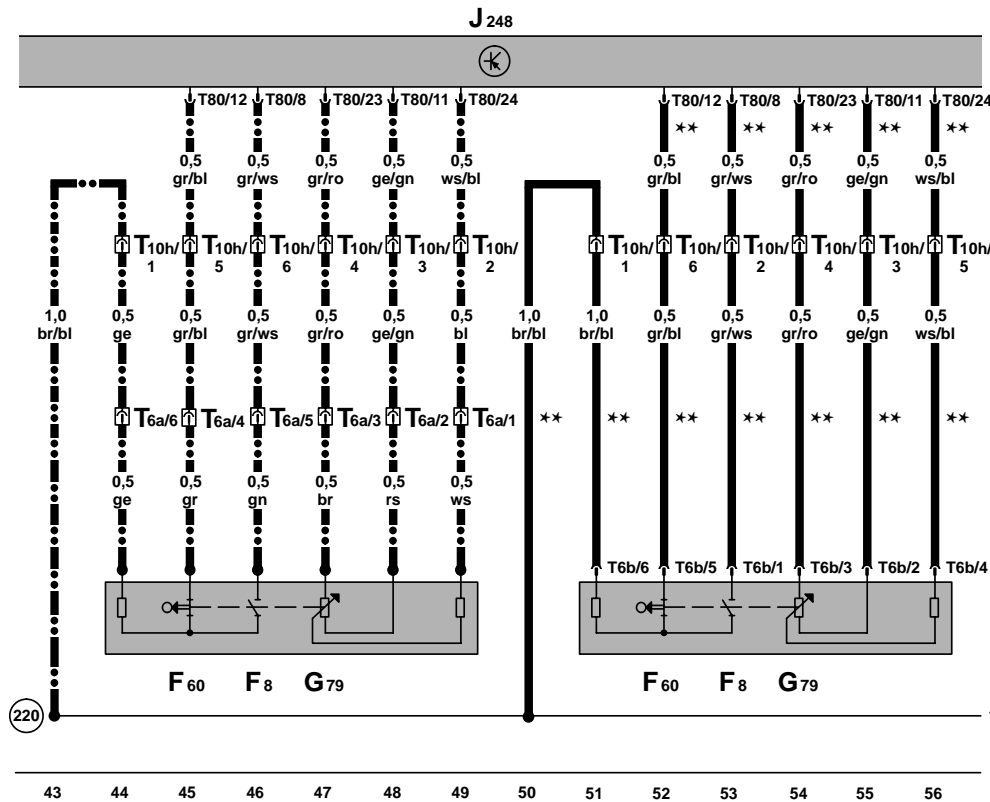 J 248
T80/12 T80/8 T80/23 T80/11 T80/24 T80/12 T80/8 T80/23 T80/11 T80/24
** ** ** ** **
0,5 0,5 0,5 0,5 0,5 0,5 0,5 0,5 0,5 0,5
gr/bl gr/ws gr/ro ge/gn ws/bl gr/bl gr/ws gr/ro ge/gn ws/bl
T10h/ T10h/ T10h/ T10h/ T10h/ T10h/ T10h/ T10h/ T10h/ T10h/ T10h/ T10h/
1 5 6 4 3 2 1 6 2 4 3 5
1,0 0,5 0,5 0,5 0,5 0,5 0,5 1,0 1,0 0,5 0,5 0,5 0,5 0,5
br/bl ge gr/bl gr/ws gr/ro ge/gn bl br/bl br/bl gr/bl gr/ws gr/ro ge/gn ws/bl
T6a/6 T6a/4 T6a/5 T6a/3 T6a/2 T6a/1 ** ** ** ** ** ** **
0,5 0,5 0,5 0,5 0,5 0,5
ge gr gn br rs ws
T6b/6 T6b/5 T6b/1 T6b/3 T6b/2 T6b/4
F 60 F 8 G 79 F 60 F 8 G 79
220
43 44 45 46 47 48 49 50 51 52 53 54 55 56